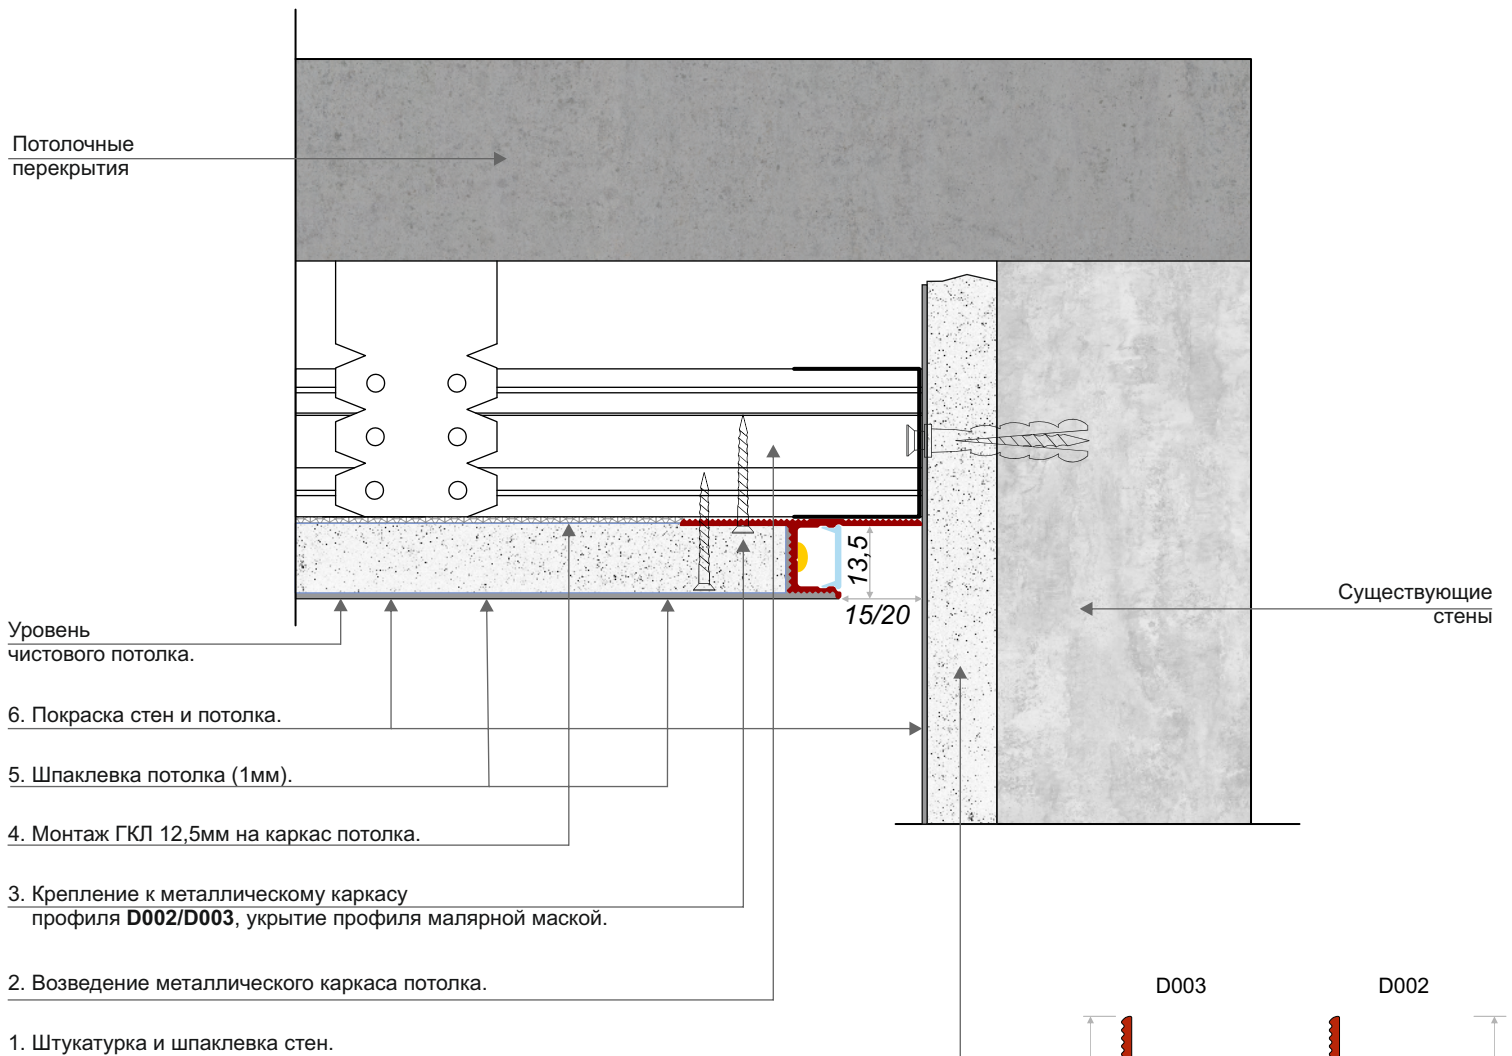 Потолочные
перекрытия
13,5
15/20
Существующие
стены
Уровень
чистового потолка.
6. Покраска стен и потолка.
5. Шпаклевка потолка (1мм).
4. Монтаж ГКЛ 12,5мм на каркас потолка.
3. Крепление к металлическому каркасу
профиля D002/D003, укрытие профиля малярной маской.
2. Возведение металлического каркаса потолка.
D003 D002
1. Штукатурка и шпаклевка стен.